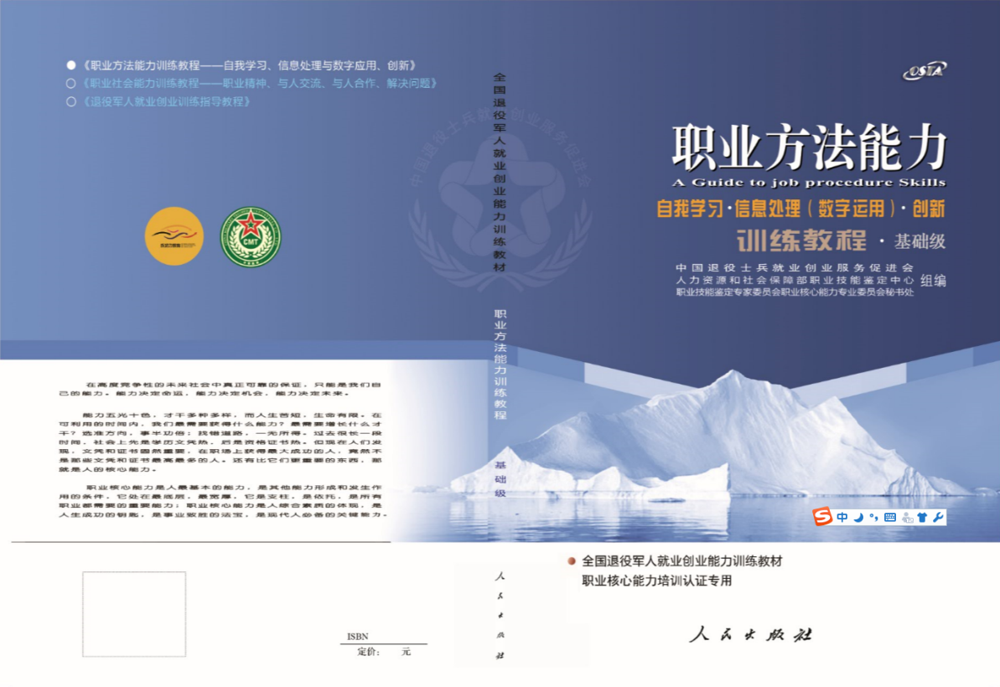 ● 《职业方法能力训练教程——自我学习、信息处理与数字应用、创新》
○ 《职业社会能力训练教程——职业精神、与人交流、与人合作、解决问题》
○ 《退役军人就业创业训练指导教程》
CMT
在高度竞争性的未来社会中真正可靠的保证，只能是我们自
己的能力。能力决定命运，能力决定机会，能力决定未来。
能力五光十色，才干多种多样，而人生苦短，生命有限。在
可利用的时间内，我们最需要获得什么能力？最需要增长什么才
干？选准方向，事半功倍；找错道路，一无所得。过去很长一段
时间，社会上先是学历文凭热，后是资格证书热。但现在人们发
现，文凭和证书固然重要，在职场上获得最大成功的人，竟然不
是那些文凭和证书最高最多的人。还有比它们更重要的东西，那
就是人的核心能力。
职业核心能力是人最基本的能力，是其他能力形成和发生作
用的条件，它处在最底层，最宽厚，它是支柱，是依托，是所有
职业都需要的重要能力；职业核心能力是人综合素质的体现，是
人生成功的钥匙，是事业致胜的法宝，是现代人必备的关键能力。
ISBN
定价： 元
全国退役军人就业创业能力训练教材
职业方法能力训练教程
基础级
人民出版社
中国退役士兵就业创业服务促进会
OSTA
职业方法能力
A Guide to job procedure Skills
自我学习·信息处理（数字运用）·创新
训练教程·基础级
中国退役士兵就业创业服务促进会
人力资源和社会保障部职业技能鉴定中心 组编
职业技能鉴定专家委员会职业核心能力专业委员会秘书处
中
全国退役军人就业创业能力训练教材
职业核心能力培训认证专用
人民出版社